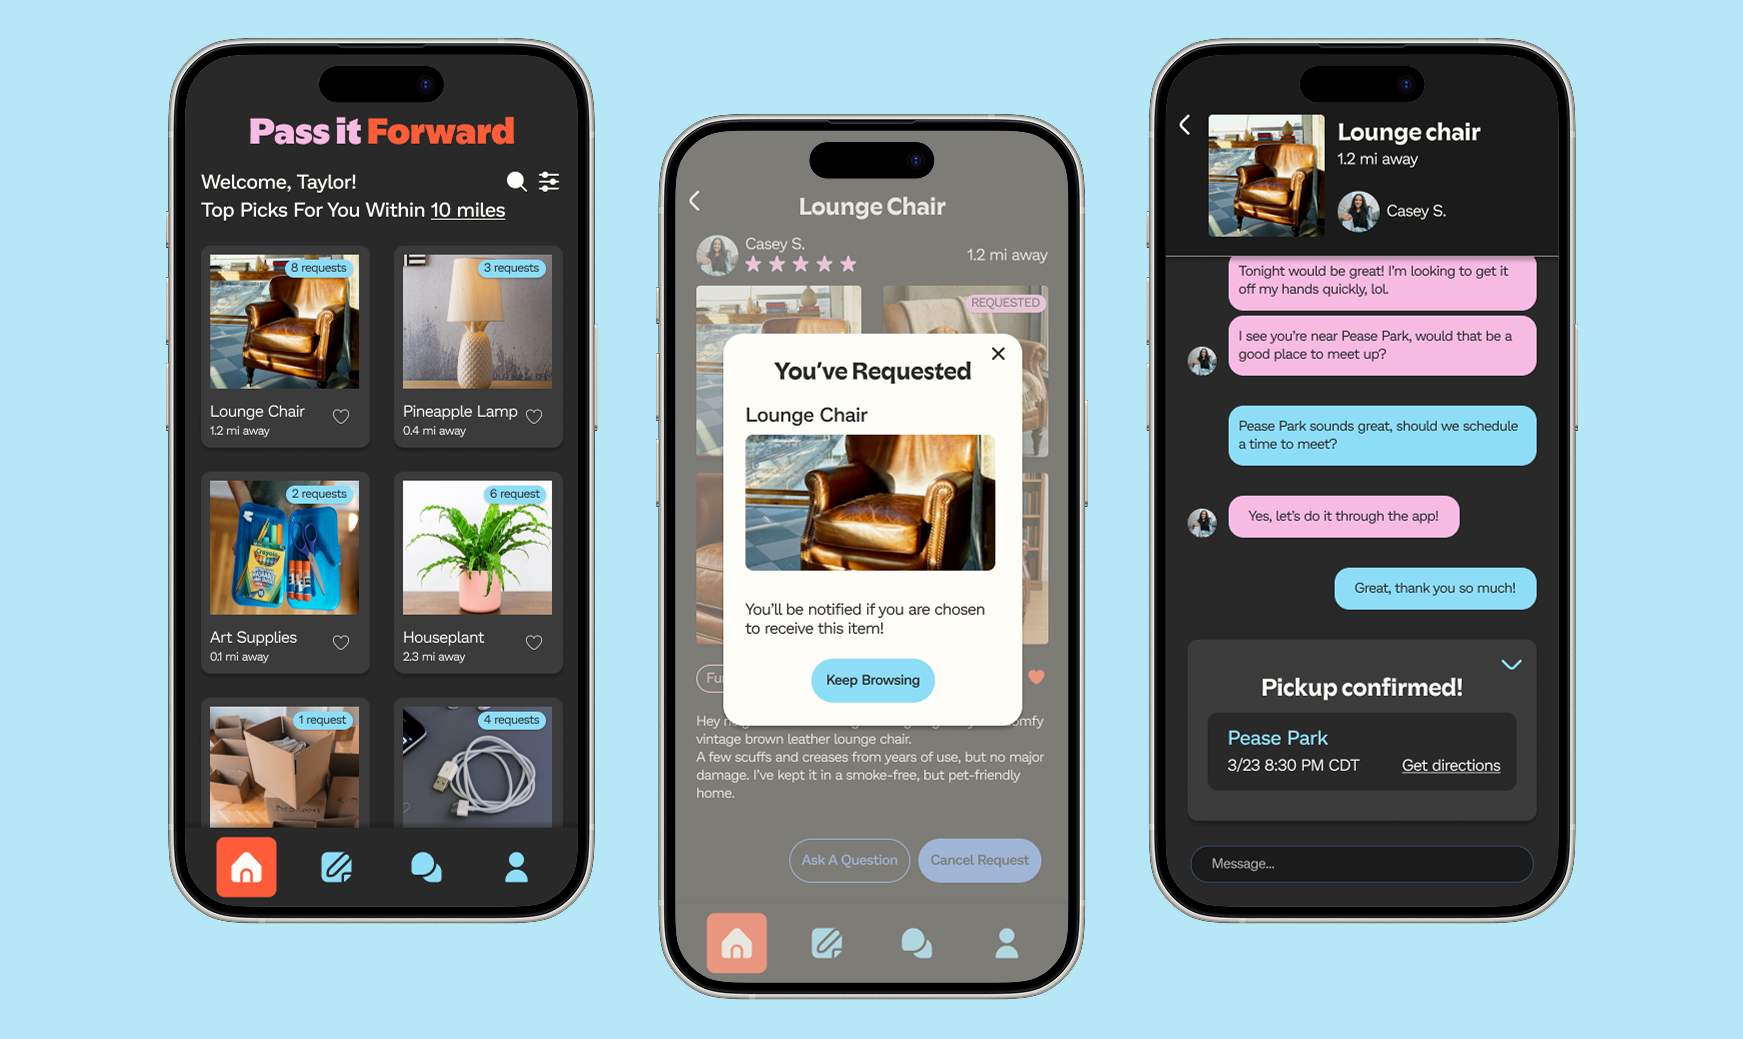 Pass it Forward
Welcome, Taylor!
Top Picks For You Within 10 miles
8 requests
3 requests
Lounge Chair
1.2 mi away
Pineapple Lamp
0.4 mi away
2 requests
6 request
Crayola
Art Supplies
0.1 mi away
Houseplant
2.3 mi away
1 request
4 requests
Lounge Chair
Casey S.
1.2 mi away
REQUESTED
You've Requested
Lounge Chair
You'll be notified if you are chosen
to receive this item!
Keep Browsing
Hey
vintage brown leather lounge chair.
A few scuffs and creases from years of use, but no major
damage. I've kept it in a smoke-free, but pet-friendly
home.
Ask A Question
Cancel Request
Lounge chair
1.2 mi away
Casey S.
Tonight would be great! I'm looking to get it
off my hands quickly, lol.
I see you're near Pease Park, would that be a
good place to meet up?
Pease Park sounds great, should we schedule
a time to meet?
Yes, let's do it through the app!
Great, thank you so much!
Pickup confirmed!
Pease Park
3/23 8:30 PM CDT
Get directions
Message...